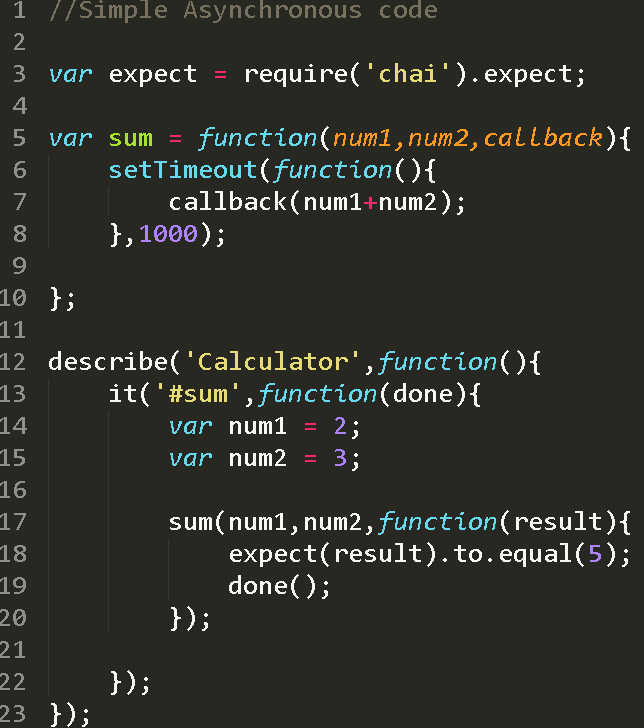 1 //Simple Asynchronous code
2
3 var expect = require('chai').expect;
4
5 var sum = function(num1,num2,callback){
6     setTimeout(function(){
7         callback(num1+num2);
8     },1000);
9
10 };
11
12 describe('Calculator',function(){
13     it('#sum',function(done){
14         var num1 = 2;
15         var num2 = 3;
16
17         sum(num1,num2,function(result){
18             expect(result).to.equal(5);
19             done();
20         });
21
22     });
23 });